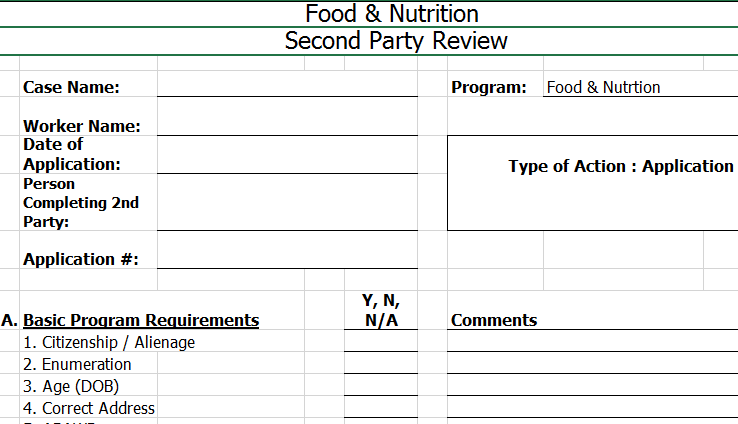 Food & Nutrition
Second Party Review
Case Name:
Program: Food & Nutrtion
Worker Name:
Date of
Application:
Type of Action : Application
Person
Completing 2nd
Party:
Application #:
Y, N,
A. Basic Program Requirements N/A Comments
1. Citizenship / Alienage
2. Enumeration
3. Age (DOB)
4. Correct Address